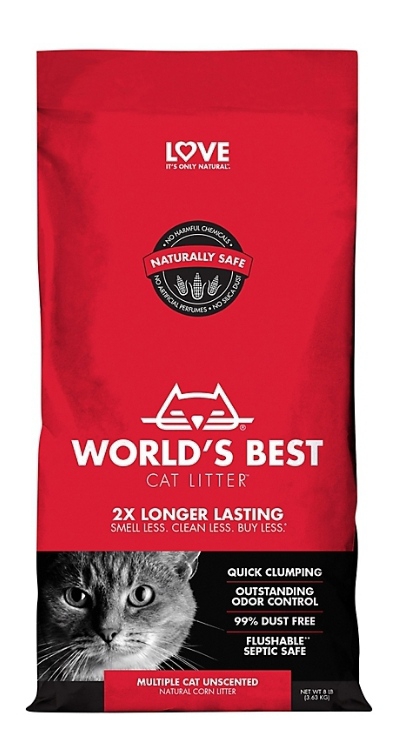 LOVE
IT'S ONLY NATURAL™
• NO HARMFUL CHEMICALS •
NATURALLY SAFE
NO ARTIFICIAL PERFUMES • NO SILICA DUST
®
WORLD'S BEST
CAT LITTER™
2X LONGER LASTING
SMELL LESS. CLEAN LESS. BUY LESS.*
QUICK CLUMPING
OUTSTANDING
ODOR CONTROL
99% DUST FREE
FLUSHABLE**
SEPTIC SAFE
MULTIPLE CAT UNSCENTED
NATURAL CORN LITTER
NET WT 8 LB
(3.63 KG)